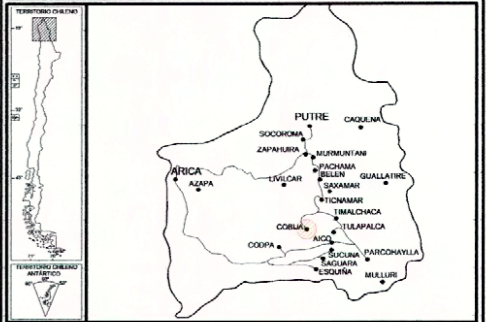 TERRITORIO CHILENO
TERRITORIO CHILENO
ANTÁRTICO
PUTRE
CAQUENA
SOCOROMA
ZAPAHUIRA
MURMUNTANI
PACHAMA
ARICA
BELEN
LIVILCAR
GUALLATIRE
AZAPA
SAXAMAR
TICNAMAR
TIMALCHACA
COBIJA
TULAPALCA
AICO
CODPA
SUCUNA
PARCOHAYLLA
SAGUARA
ESQUIÑA
MULLURI